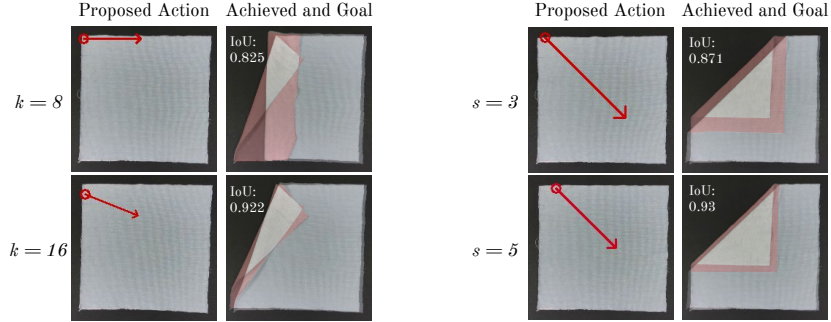 Proposed Action Achieved and Goal Proposed Action Achieved and Goal
k = 8 IoU: 0.825 s = 3 IoU: 0.871
k = 16 IoU: 0.922 s = 5 IoU: 0.93